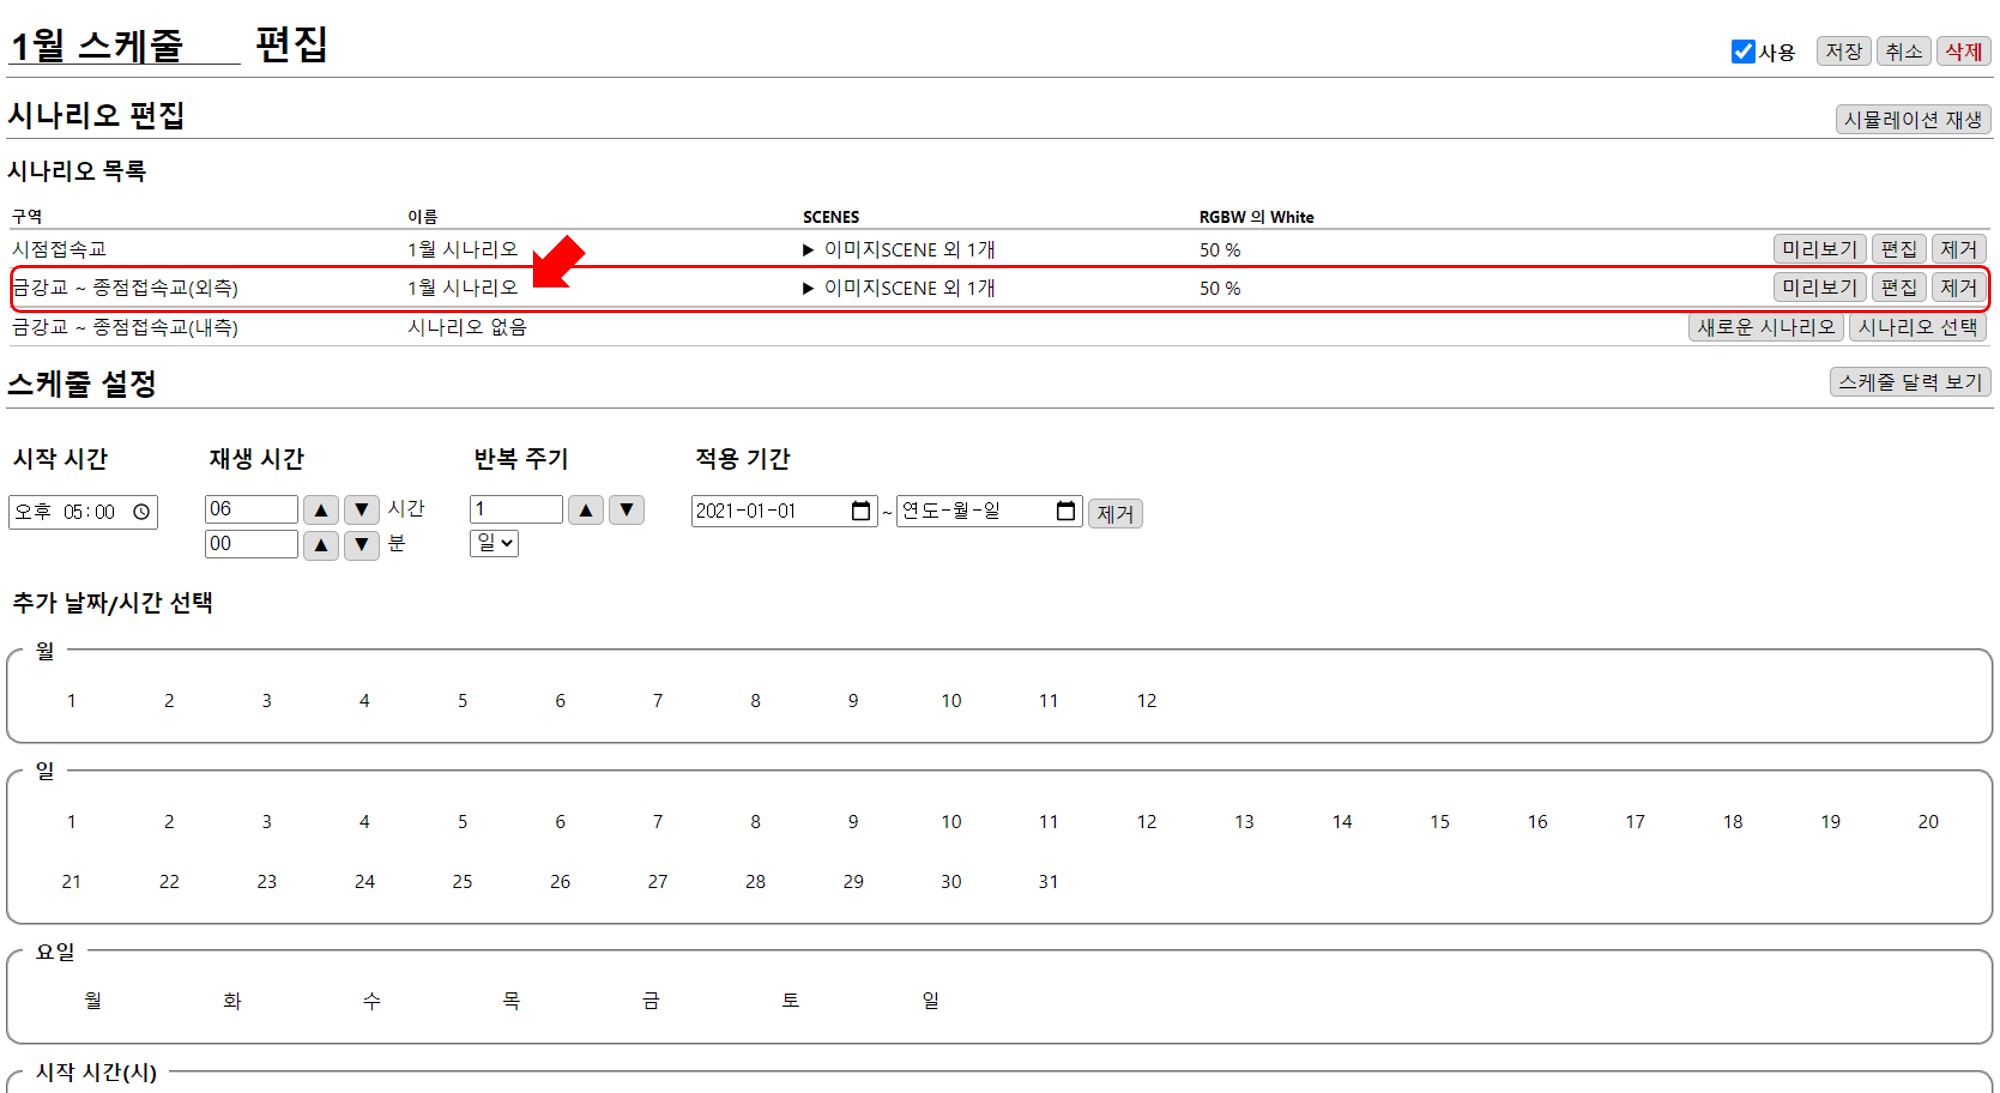 1월 스케줄 편집
사용 저장 취소 삭제
시나리오 편집 시뮬레이션 재생
시나리오 목록
구역 이름 SCENES RGBW 의 White
시점접속교 1월 시나리오 ▶ 이미지SCENE 외 1개 50 % 미리보기 편집 제거
금강교 ~ 종점접속교(외측) 1월 시나리오 ▶ 이미지SCENE 외 1개 50 % 미리보기 편집 제거
금강교 ~ 종점접속교(내측) 시나리오 없음 새로운 시나리오 시나리오 선택
스케줄 설정 스케줄 달력 보기
시작 시간 재생 시간 반복 주기 적용 기간
오후 05:00 06 ▲ ▼ 시간 1 ▲ ▼ 2021-01-01 ~ 연도-월-일 제거
00 ▲ ▼ 분 일
추가 날짜/시간 선택
월
1 2 3 4 5 6 7 8 9 10 11 12
일
1 2 3 4 5 6 7 8 9 10 11 12 13 14 15 16 17 18 19 20
21 22 23 24 25 26 27 28 29 30 31
요일
월 화 수 목 금 토 일
시작 시간(시)